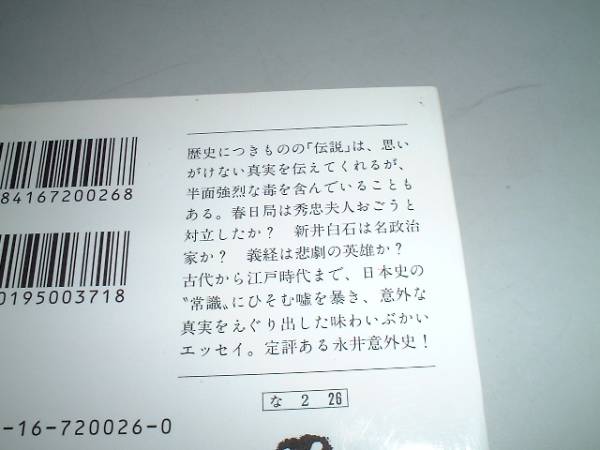 歴史につきものの「伝説」は、思い
がけない真実を伝えてくれるが、
半面強烈な毒を含んでいることも
ある。春日局は秀忠夫人おごうと
対立したか？　新井白石は名政治
家か？　義経は悲劇の英雄か？
古代から江戸時代まで、日本史の
〝常識〟にひそむ嘘を暴き、意外な
真実をえぐり出した味わいぶかい
エッセイ。定評ある永井意外史！
84167200268
0195003718
な 2 26
-16-720026-0